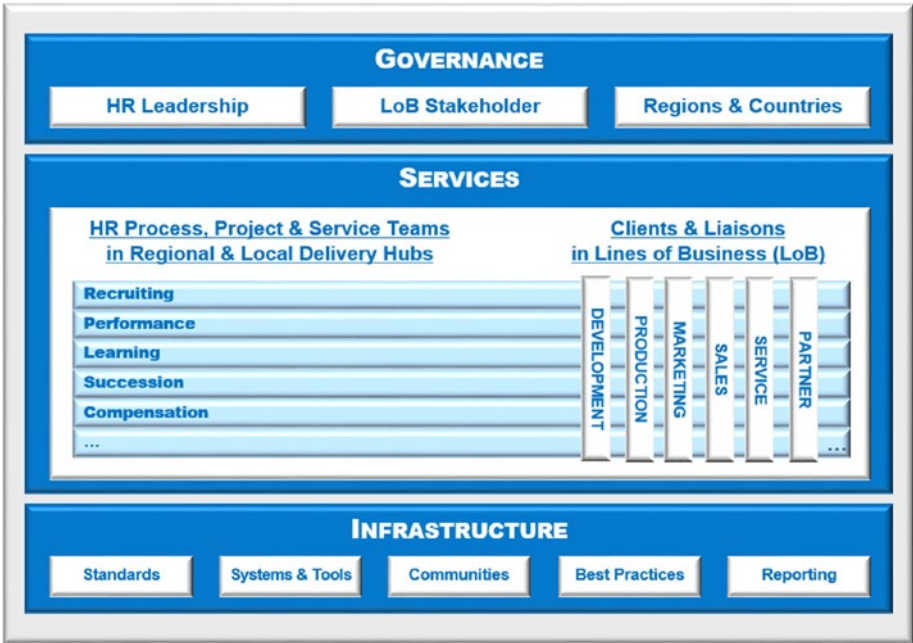 GOVERNANCE
HR Leadership
LoB Stakeholder
Regions & Countries
SERVICES
HR Process, Project & Service Teams
in Regional & Local Delivery Hubs
Clients & Liaisons
in Lines of Business (LoB)
Recruiting
Performance
Learning
Succession
Compensation
...
DEVELOPMENT
PRODUCTION
MARKETING
SALES
SERVICE
PARTNER
...
INFRASTRUCTURE
Standards
Systems & Tools
Communities
Best Practices
Reporting